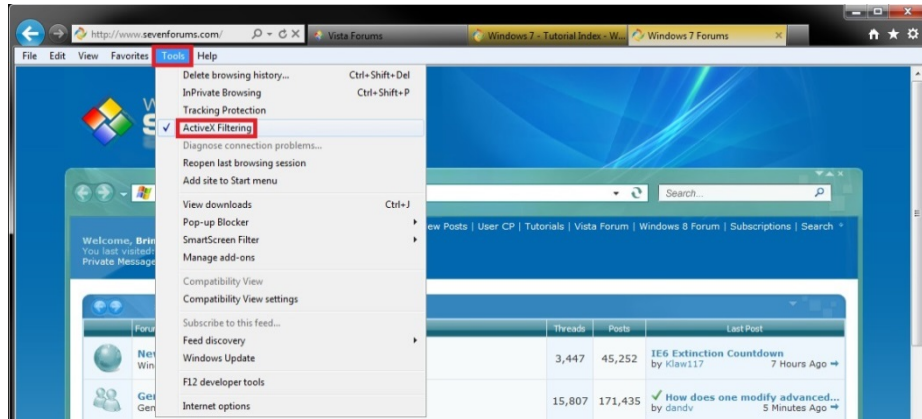 http://www.sevenforums.com/
Vista Forums
Windows 7 - Tutorial Index - W...
Windows 7 Forums
File Edit View Favorites Tools Help
Delete browsing history... Ctrl+Shift+Del
InPrivate Browsing Ctrl+Shift+P
Tracking Protection
ActiveX Filtering
Diagnose connection problems...
Reopen last browsing session
Add site to Start menu
Search...
View downloads Ctrl+J
Pop-up Blocker
ew Posts | User CP | Tutorials | Vista Forum | Windows 8 Forum | Subscriptions | Search
Welcome, Brin
SmartScreen Filter
You last visited:
Manage add-ons
Private Message
Compatibility View
Compatibility View settings
Subscribe to this feed...
Foru Threads Posts Last Post
Feed discovery
Windows Update
Ne
Win
3,447 45,252 IE6 Extinction Countdown
by Klaw117 7 Hours Ago
F12 developer tools
Internet options
Ge
Gen
15,807 171,435 How does one modify advanced...
by dandv 5 Minutes Ago